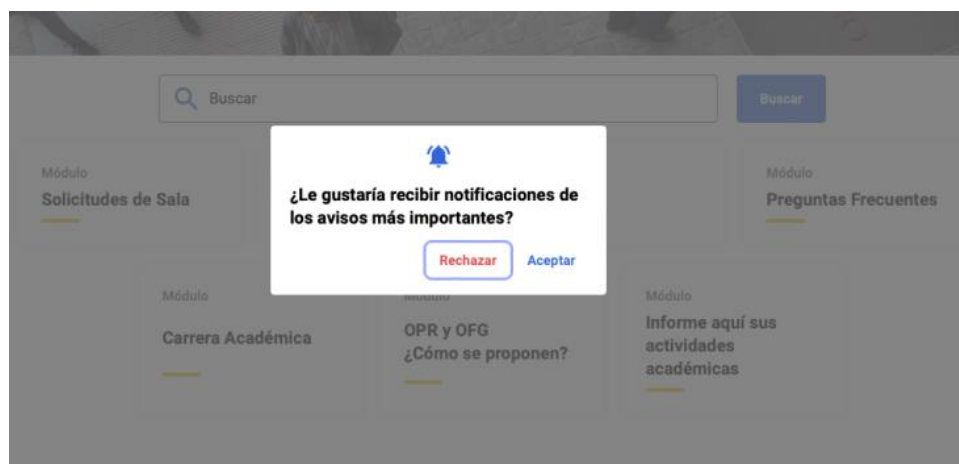 Buscar
Buscar
¿Le gustaría recibir notificaciones de
los avisos más importantes?
Rechazar
Aceptar
Módulo
Solicitudes de Sala
Módulo
Preguntas Frecuentes
Módulo
Carrera Académica
Módulo
OPR y OFG
¿Cómo se proponen?
Módulo
Informe aquí sus
actividades
académicas